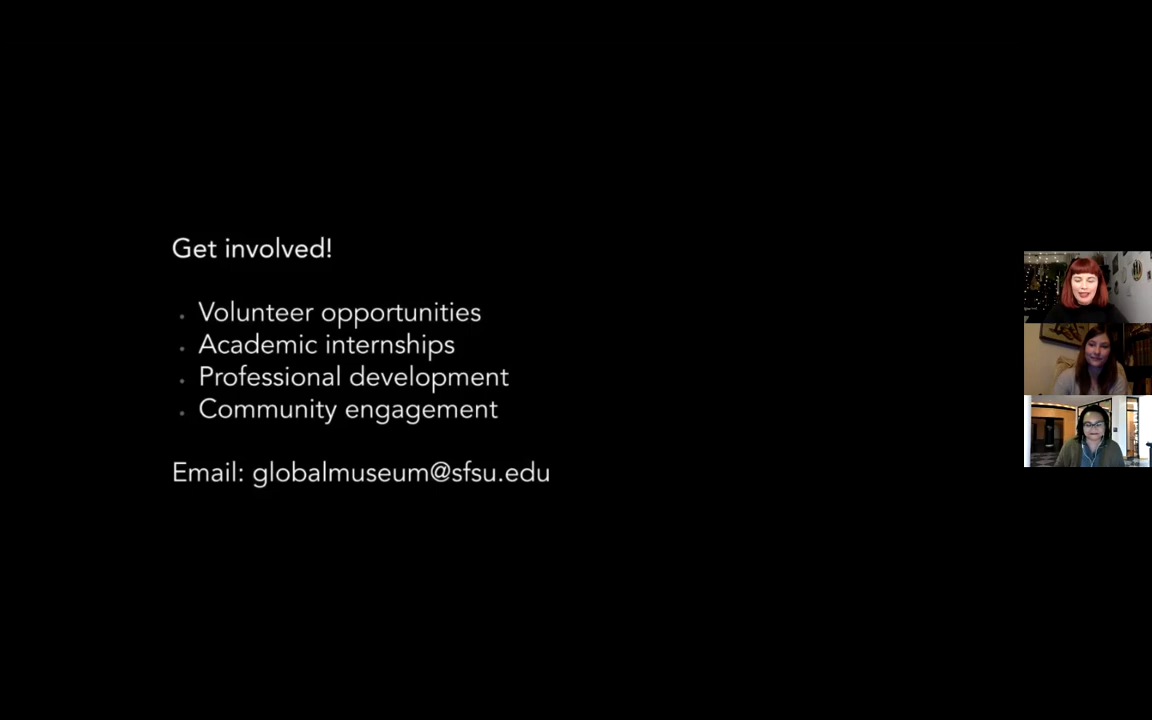 Get involved!
Volunteer opportunities
Academic internships
Professional development
Community engagement
Email: globalmuseum@sfsu.edu